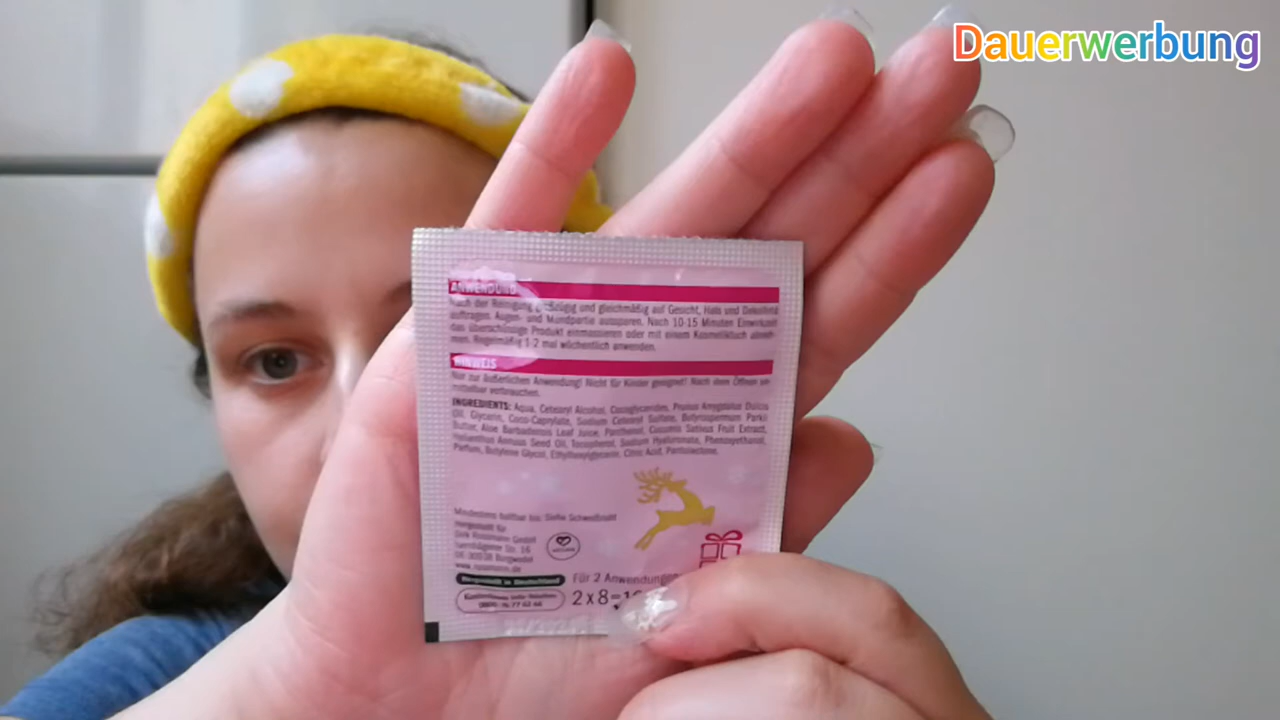 Dauerwerbung
ANWENDUNG
Nach der Reinigung großzügig und gleichmäßig auf Gesicht, Hals und Dekolleté
auftragen. Augen- und Mundpartie aussparen. Nach 10-15 Minuten Einwirkzeit
das überschüssige Produkt einmassieren oder mit einem Kosmetiktuch abneh-
men. Regelmäßig 1-2 mal wöchentlich anwenden.
HINWEIS
Nur zur äußerlichen Anwendung! Nicht für Kinder geeignet! Nach dem Öffnen un-
mittelbar verbrauchen.
INGREDIENTS: Aqua, Cetearyl Alcohol, Cocoglycerides, Prunus Amygdalus Dulcis
Oil, Glycerin, Coco-Caprylate, Sodium Cetearyl Sulfate, Butyrospermum Parkii
Butter, Aloe Barbadensis Leaf Juice, Panthenol, Cucumis Sativus Fruit Extract,
Helianthus Annuus Seed Oil, Tocopherol, Sodium Hyaluronate, Phenoxyethanol,
Parfum, Butylene Glycol, Ethylhexylglycerin, Citric Acid, Pantolactone.
Mindestens haltbar bis: Siehe Schweißnaht
Hergestellt für
Dirk Rossmann GmbH
Isernhägener Str. 16
DE-30938 Burgwedel
www.rossmann.de
Hergestellt in Deutschland
Für 2 Anwendungen
2 x 8 =